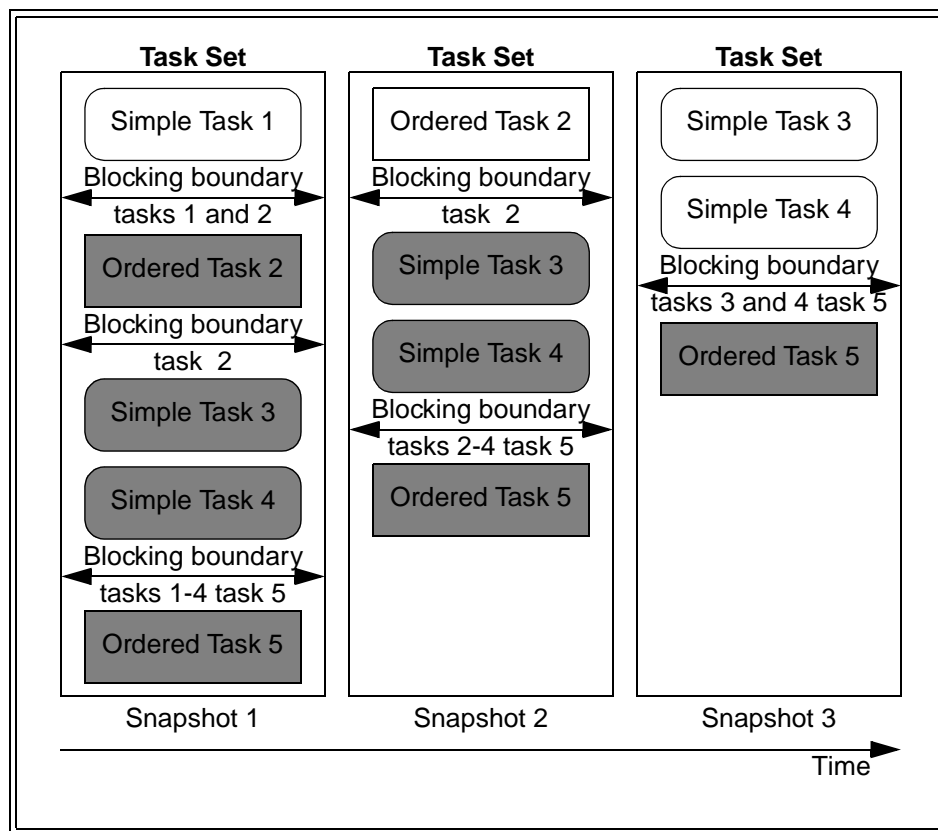 Task Set
Simple Task 1
Blocking boundary
tasks 1 and 2
Ordered Task 2
Blocking boundary
task 2
Simple Task 3
Simple Task 4
Blocking boundary
tasks 1-4 task 5
Ordered Task 5
Snapshot 1
Task Set
Ordered Task 2
Blocking boundary
task 2
Simple Task 3
Simple Task 4
Blocking boundary
tasks 2-4 task 5
Ordered Task 5
Snapshot 2
Task Set
Simple Task 3
Simple Task 4
Blocking boundary
tasks 3 and 4 task 5
Ordered Task 5
Snapshot 3
Time